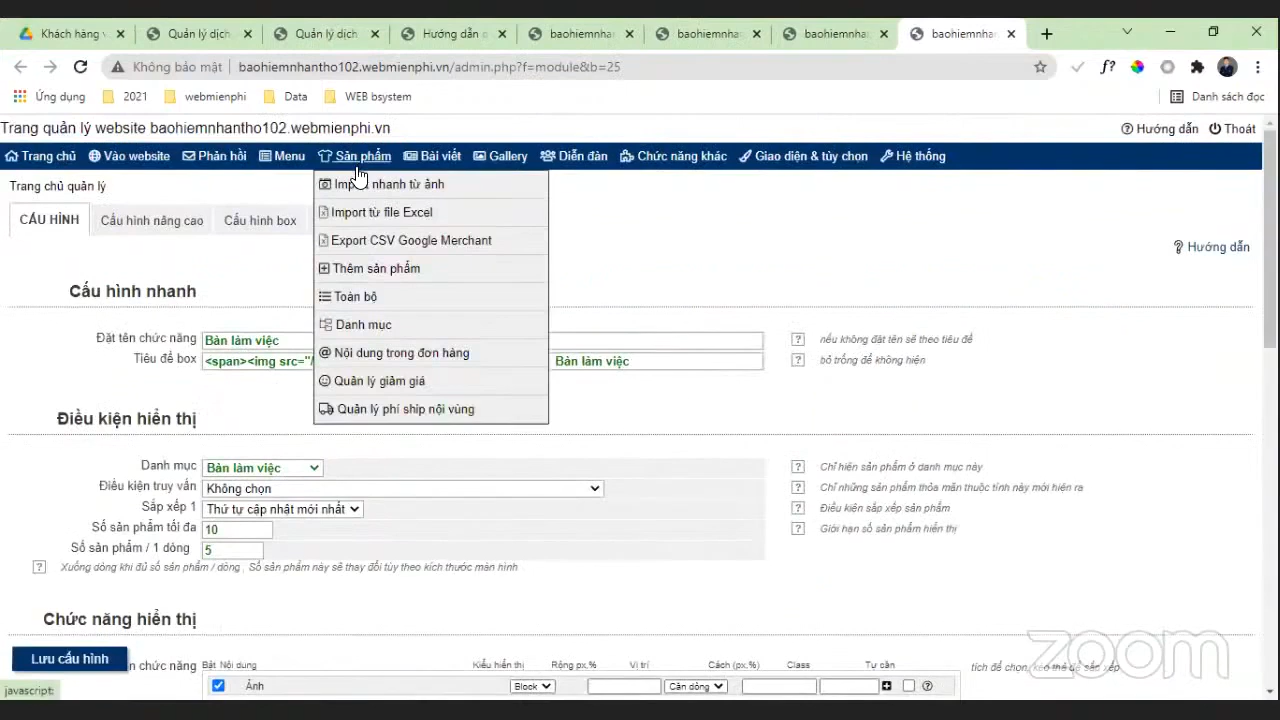 Khách hàng v
Quản lý dịch
Quản lý dịch
Hướng dẫn
baohiemnha
baohiemnha
baohiemnha
baohiemnha
Không bảo mật | baohiemnhantho102.webmienphi.vn/admin.php?f=module&b=25
Ứng dụng 2021 webmienphi Data WEB bsystem Danh sách đọc
Trang quản lý website baohiemnhantho102.webmienphi.vn Hướng dẫn Thoát
Trang chủ Vào website Phản hồi Menu Sản phẩm Bài viết Gallery Diễn đàn Chức năng khác Giao diện & tùy chọn Hệ thống
Trang chủ quản lý
Import nhanh từ ảnh
Import từ file Excel
Export CSV Google Merchant
Thêm sản phẩm
Toàn bộ
Danh mục
@ Nội dung trong đơn hàng
Quản lý giảm giá
Quản lý phí ship nội vùng
CẤU HÌNH Cấu hình nâng cao Cấu hình box
? Hướng dẫn
Cấu hình nhanh
Đặt tên chức năng Bàn làm việc ? nếu không đặt tên sẽ theo tiêu đề
Tiêu đề box <span><img src="/ Bàn làm việc ? bỏ trống để không hiện
Điều kiện hiển thị
Danh mục Bàn làm việc ? Chỉ hiện sản phẩm ở danh mục này
Điều kiện truy vấn Không chọn ? Chỉ những sản phẩm thỏa mãn thuộc tính này mới hiện ra
Sắp xếp 1 Thứ tự cập nhật mới nhất ? Điều kiện sắp xếp sản phẩm
Số sản phẩm tối đa 10 ? Giới hạn số sản phẩm hiển thị
Số sản phẩm / 1 dòng 5
? Xuống dòng khi đủ số sản phẩm / dòng , Số sản phẩm này sẽ thay đổi tùy theo kích thước màn hình
Chức năng hiển thị
Lưu cấu hình
chức năng Bật Nội dung Kiểu hiển thị Rộng px,% Vị trí Cách (px,%) Class Tự căn tích để chọn, kéo thả để sắp xếp
Ảnh Block Căn dòng ?
javascript:
zoom